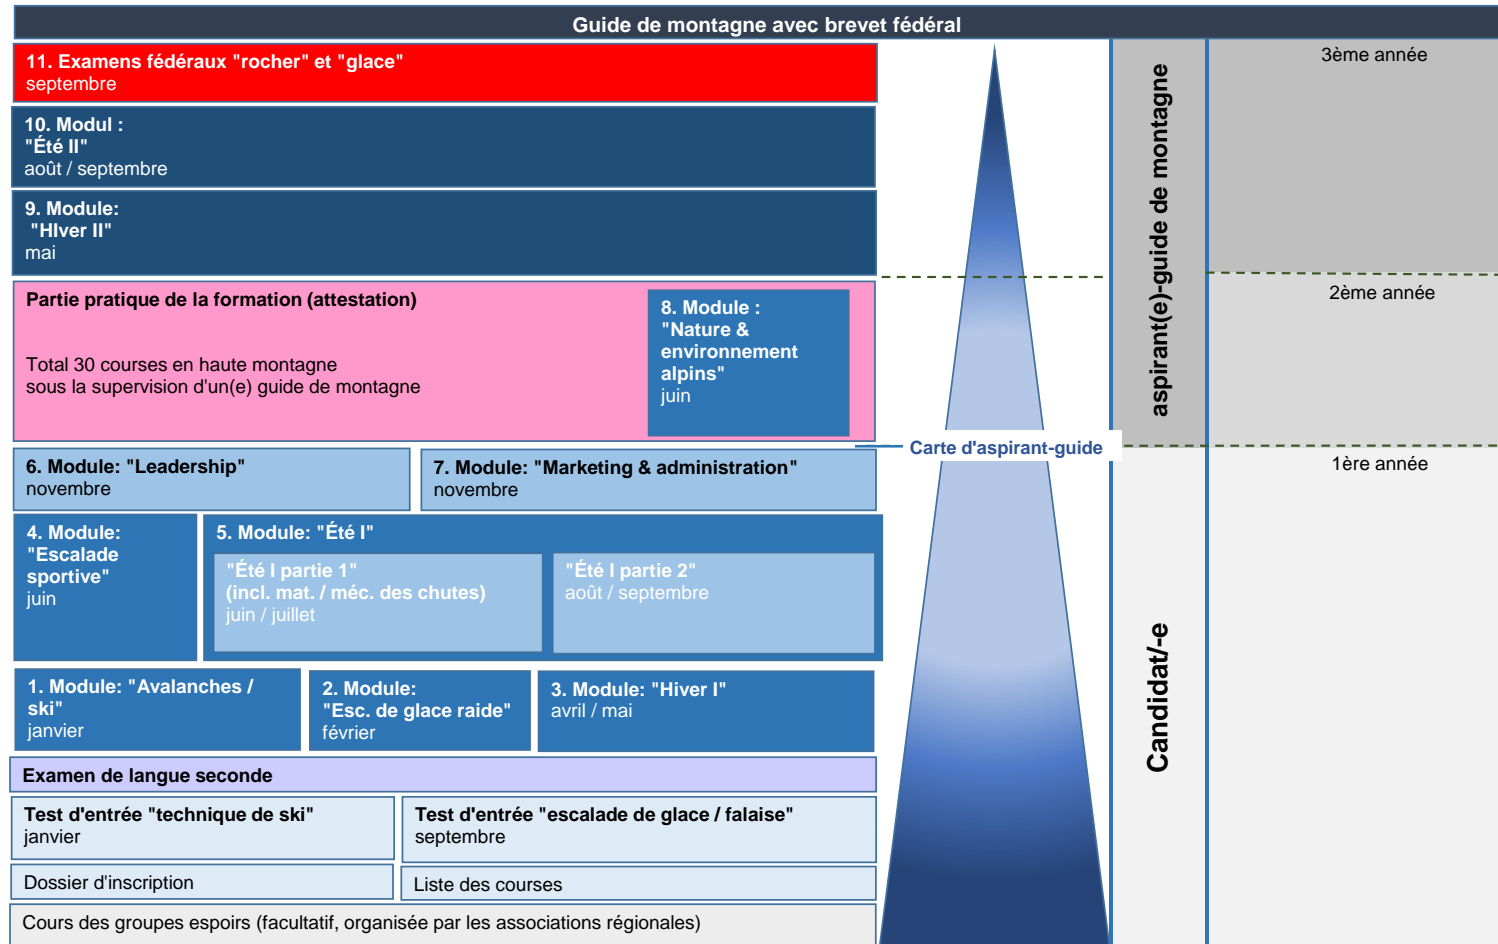 Guide de montagne avec brevet fédéral
11. Examens fédéraux "rocher" et "glace"
septembre
10. Modul :
"Été II"
août / septembre
9. Module:
"HIver II"
mai
Partie pratique de la formation (attestation)
Total 30 courses en haute montagne
sous la supervision d'un(e) guide de montagne
8. Module :
"Nature &
environnement
alpins"
juin
6. Module: "Leadership"
novembre
7. Module: "Marketing & administration"
novembre
4. Module:
"Escalade
sportive"
juin
5. Module: "Été I"
"Été I partie 1"
(incl. mat. / méc. des chutes)
juin / juillet
"Été I partie 2"
août / septembre
1. Module: "Avalanches /
ski"
janvier
2. Module:
"Esc. de glace raide"
février
3. Module: "Hiver I"
avril / mai
Examen de langue seconde
Test d'entrée "technique de ski"
janvier
Test d'entrée "escalade de glace / falaise"
septembre
Dossier d'inscription
Liste des courses
Cours des groupes espoirs (facultatif, organisée par les associations régionales)
Carte d'aspirant-guide
aspirant(e)-guide de montagne
Candidat/-e
3ème année
2ème année
1ère année